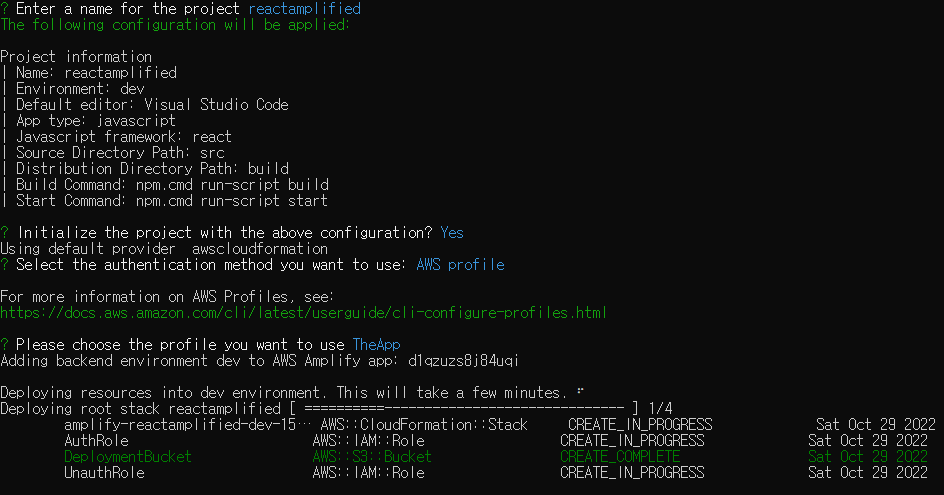 ? Enter a name for the project reactamplified
The following configuration will be applied:
Project information
| Name: reactamplified
| Environment: dev
| Default editor: Visual Studio Code
| App type: javascript
| Javascript framework: react
| Source Directory Path: src
| Distribution Directory Path: build
| Build Command: npm.cmd run-script build
| Start Command: npm.cmd run-script start
? Initialize the project with the above configuration? Yes
Using default provider  awscloudformation
? Select the authentication method you want to use: AWS profile
For more information on AWS Profiles, see:
https://docs.aws.amazon.com/cli/latest/userguide/cli-configure-profiles.html
? Please choose the profile you want to use TheApp
Adding backend environment dev to AWS Amplify app: d1qzuzs8j84uqi
Deploying resources into dev environment. This will take a few minutes. ⠋
Deploying root stack reactamplified [ ==========------------------------------ ] 1/4
amplify-reactamplified-dev-15… AWS::CloudFormation::Stack CREATE_IN_PROGRESS Sat Oct 29 2022
AuthRole AWS::IAM::Role CREATE_IN_PROGRESS Sat Oct 29 2022
DeploymentBucket AWS::S3::Bucket CREATE_COMPLETE Sat Oct 29 2022
UnauthRole AWS::IAM::Role CREATE_IN_PROGRESS Sat Oct 29 2022